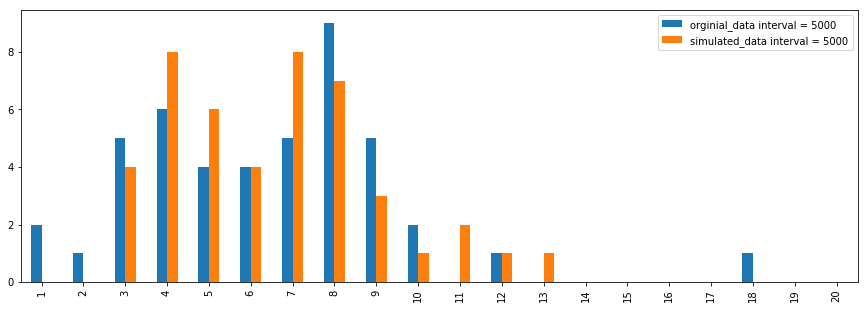 orginial_data interval = 5000
simulated_data interval = 5000
8
6
4
2
0
1 2 3 4 5 6 7 8 9 10 11 12 13 14 15 16 17 18 19 20